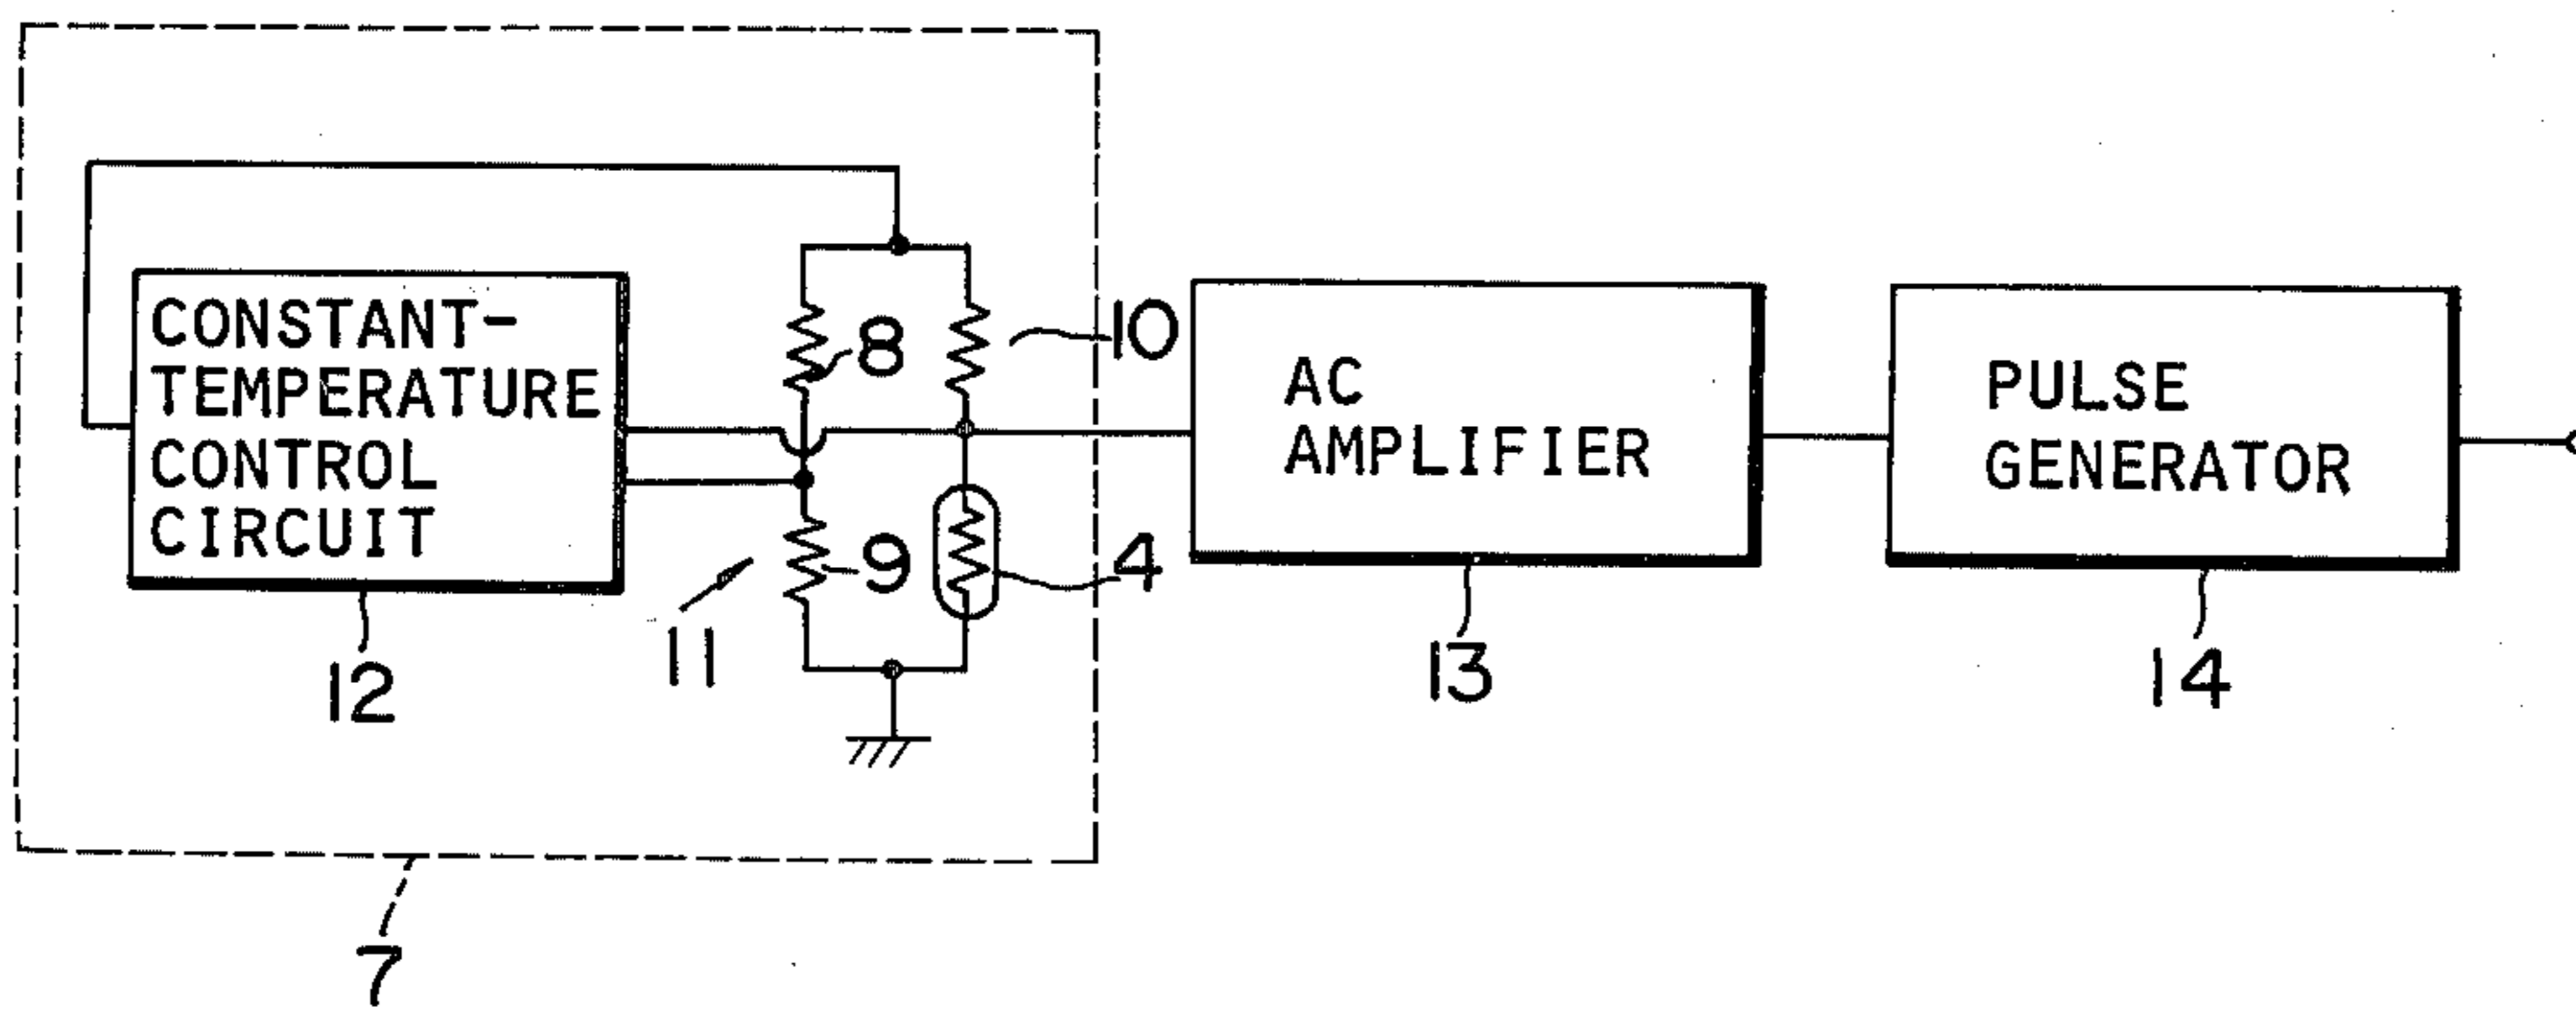 CONSTANT-
TEMPERATURE
CONTROL
CIRCUIT
12
8
10
9
4
11
7
AC
AMPLIFIER
13
PULSE
GENERATOR
14